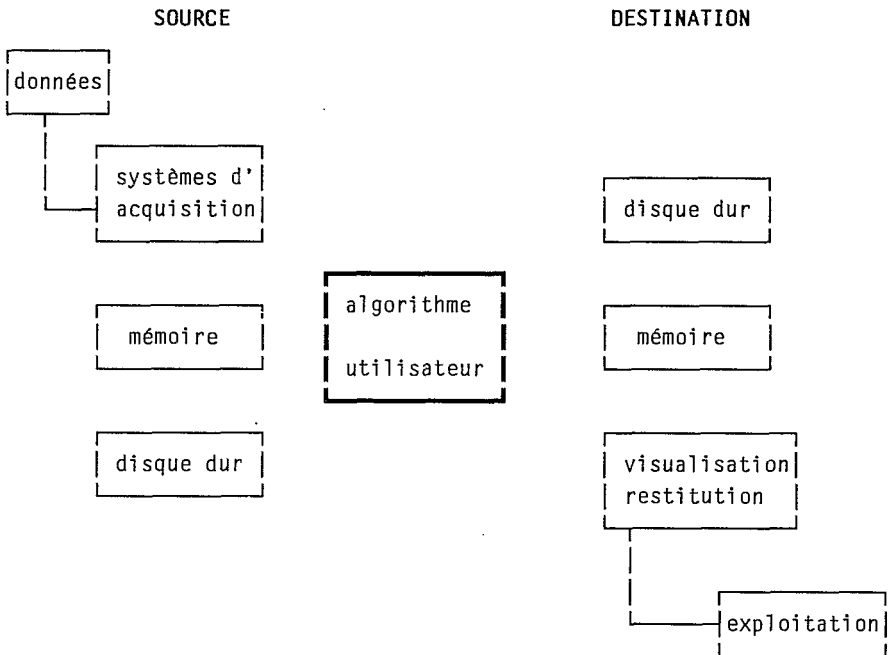 SOURCE
DESTINATION
données
systèmes d'
acquisition
disque dur
algorithme
utilisateur
mémoire
mémoire
disque dur
visualisation
restitution
exploitation